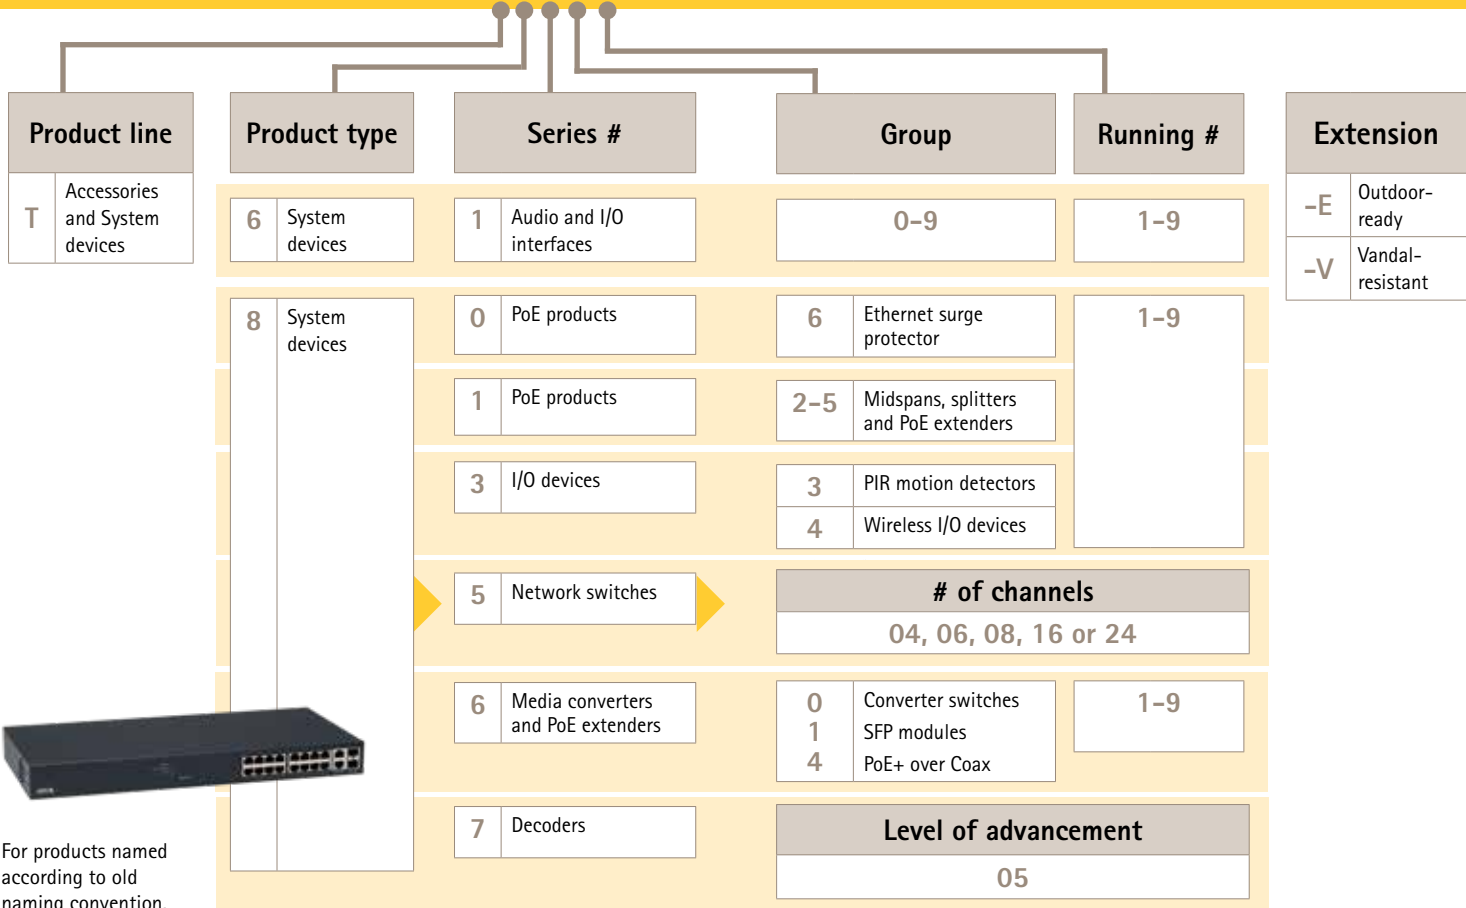 Product line
Product type
Series #
Group
Running #
Extension
T
Accessories
and System
devices
6
System
devices
1
Audio and I/O
interfaces
0-9
1-9
-E
Outdoor-
ready
-V
Vandal-
resistant
8
System
devices
0
PoE products
6
Ethernet surge
protector
1-9
1
PoE products
2-5
Midspans, splitters
and PoE extenders
3
I/O devices
3
PIR motion detectors
4
Wireless I/O devices
5
Network switches
# of channels
04, 06, 08, 16 or 24
6
Media converters
and PoE extenders
0
Converter switches
1
SFP modules
4
PoE+ over Coax
1-9
7
Decoders
Level of advancement
05
For products named
according to old
naming convention,